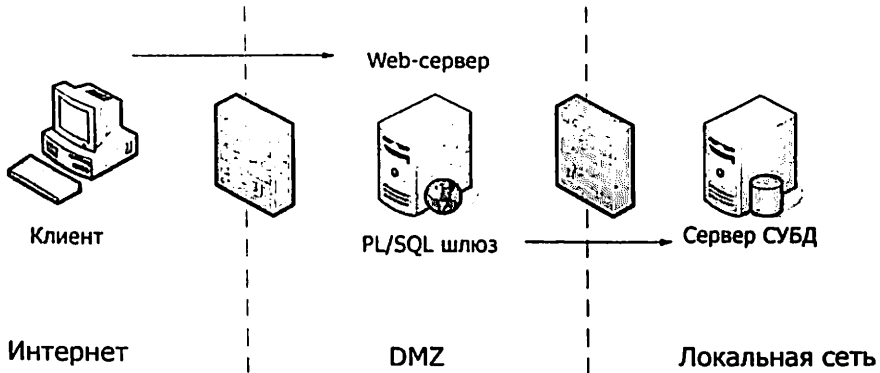 Web-сервер
Клиент
PL/SQL шлюз
Сервер СУБД
Интернет
DMZ
Локальная сеть